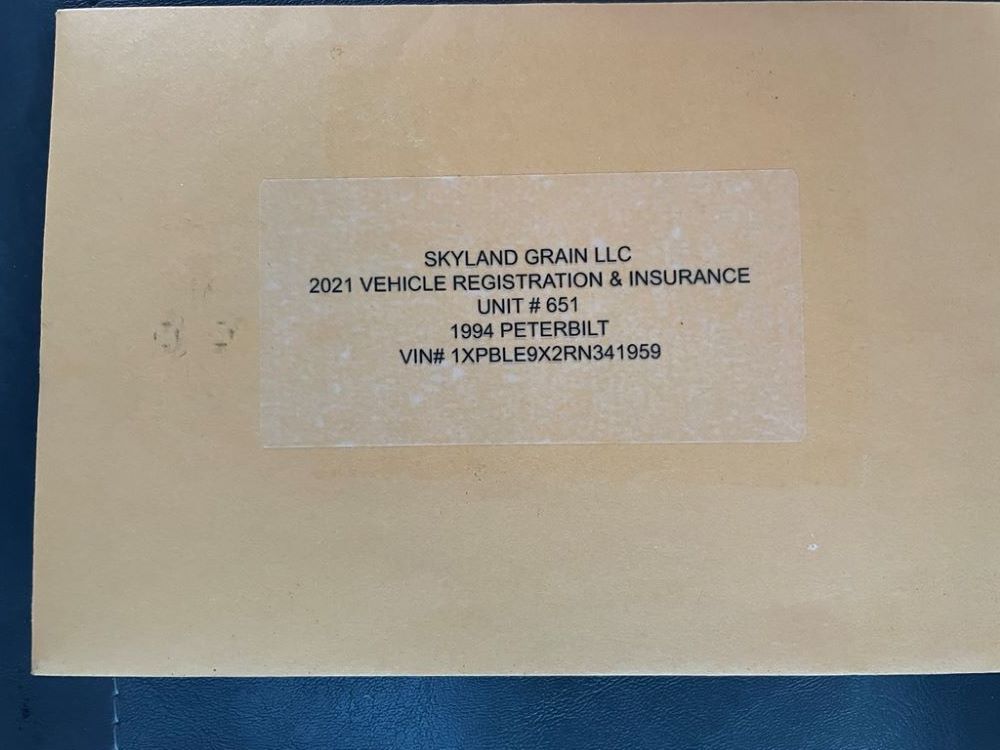 SKYLAND GRAIN LLC
2021 VEHICLE REGISTRATION & INSURANCE
UNIT # 651
1994 PETERBILT
VIN# 1XPBLE9X2RN341959